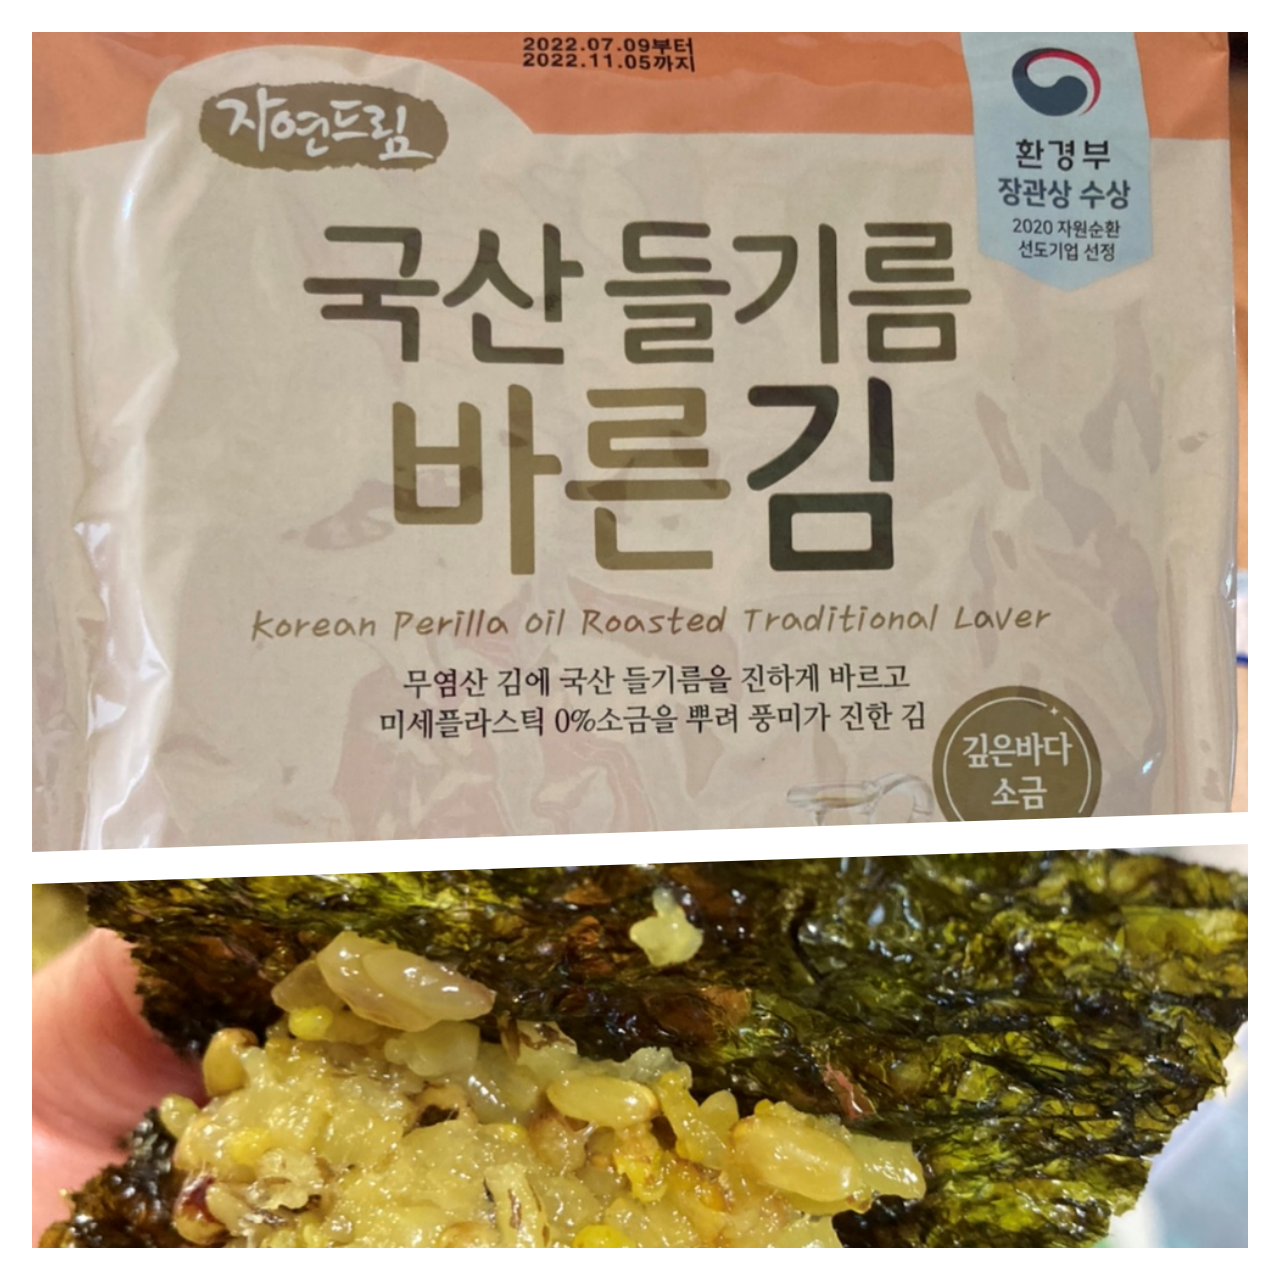 2022.07.09부터
2022.11.05까지
자연드림
환경부
장관상 수상
2020 자원순환
선도기업 선정
국산 들기름
바른김
Korean Perilla oil Roasted Traditional Laver
무염산 김에 국산 들기름을 진하게 바르고
미세플라스틱 0%소금을 뿌려 풍미가 진한 김
깊은바다
소금